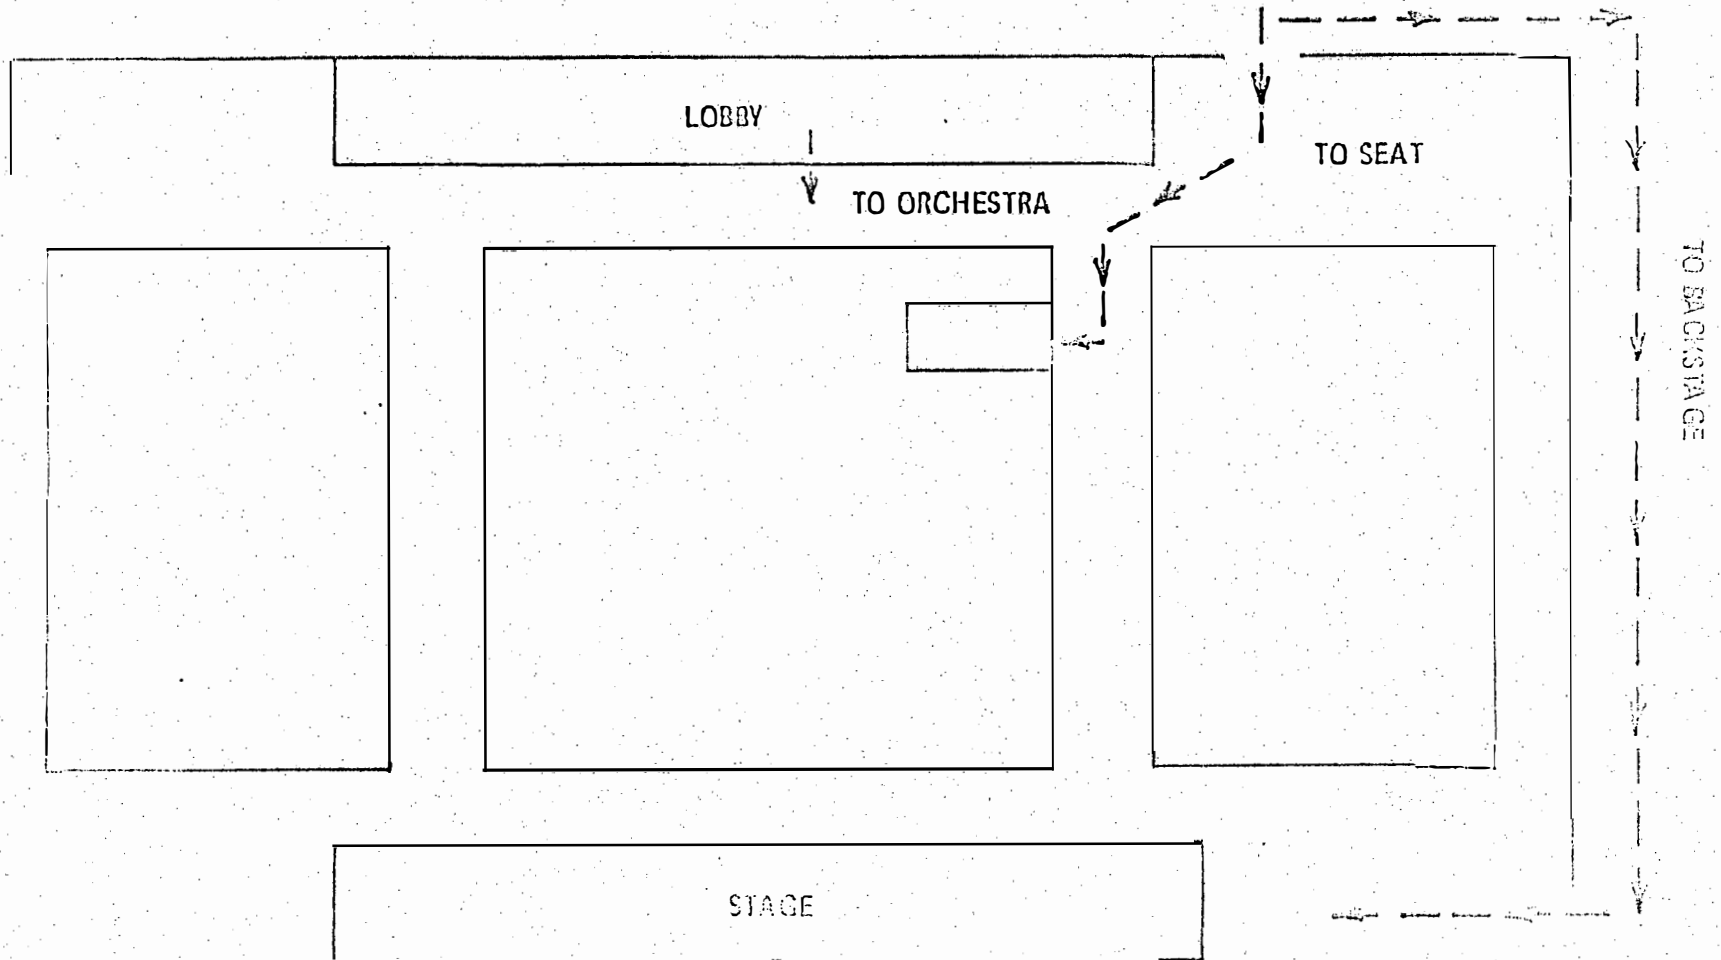 LOBBY
TO SEAT
TO ORCHESTRA
TO BACKSTAGE
STAGE